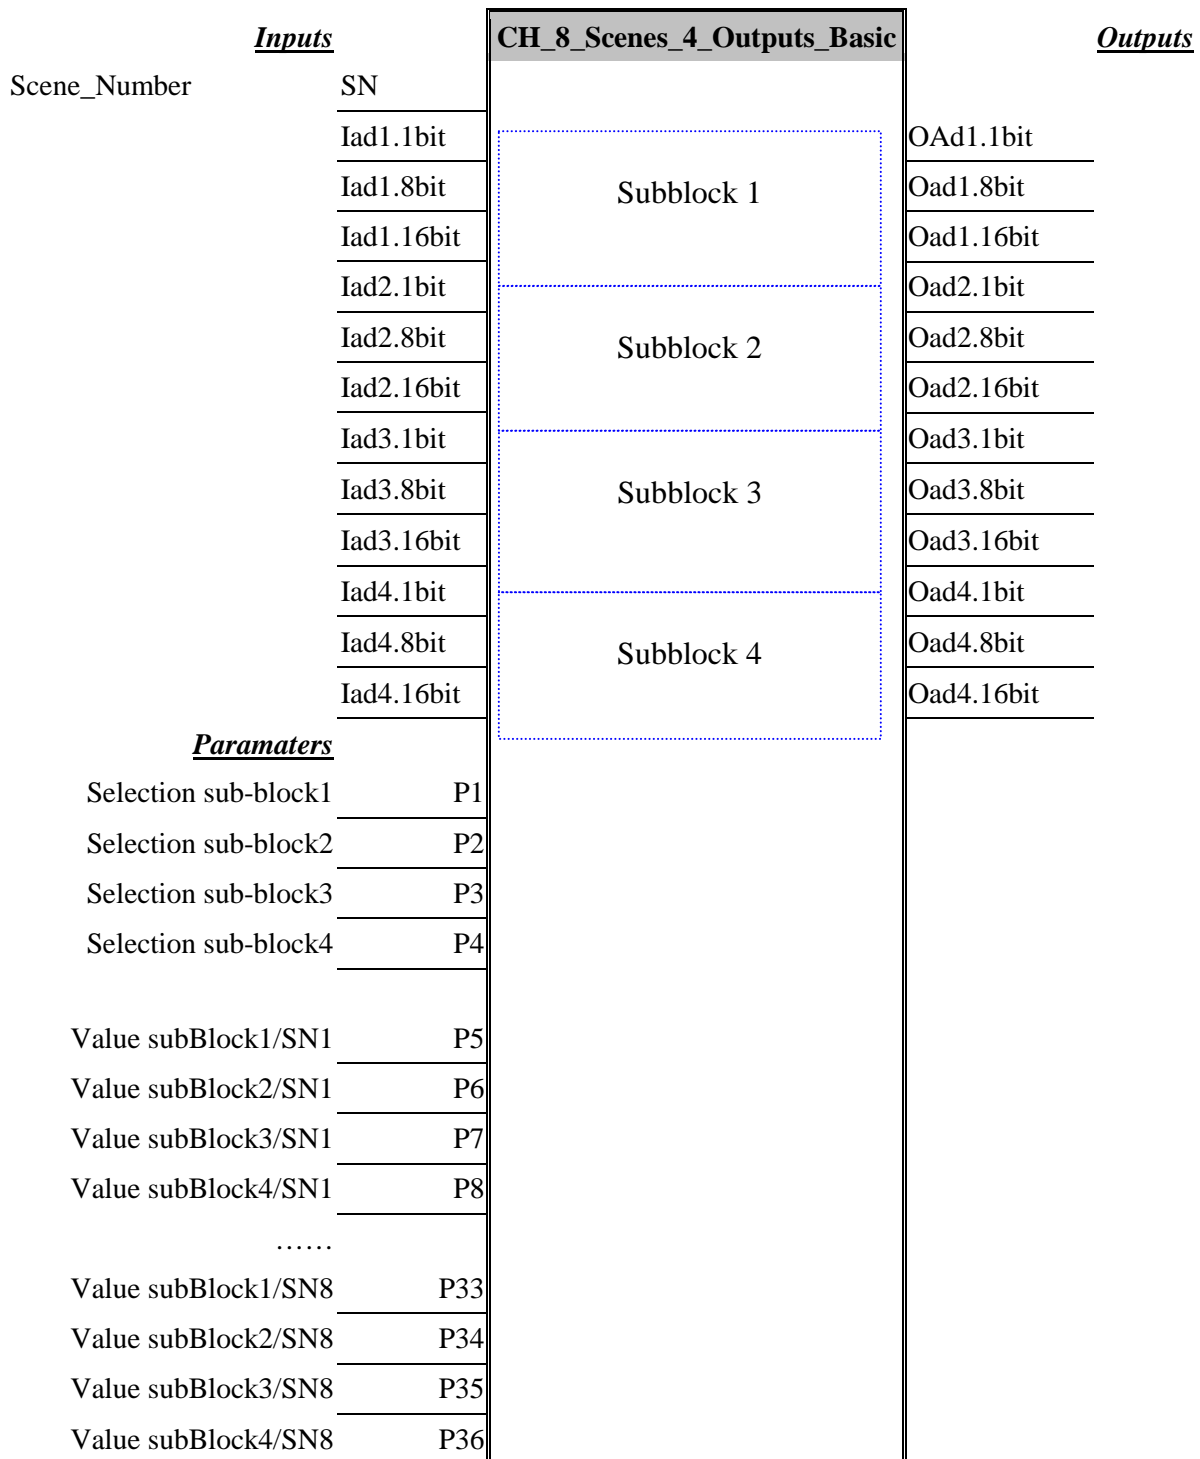 Inputs CH_8_Scenes_4_Outputs_Basic Outputs
Scene_Number SN
Iad1.1bit OAd1.1bit
Iad1.8bit Subblock 1 Oad1.8bit
Iad1.16bit Oad1.16bit
Iad2.1bit Oad2.1bit
Iad2.8bit Subblock 2 Oad2.8bit
Iad2.16bit Oad2.16bit
Iad3.1bit Oad3.1bit
Iad3.8bit Subblock 3 Oad3.8bit
Iad3.16bit Oad3.16bit
Iad4.1bit Oad4.1bit
Iad4.8bit Subblock 4 Oad4.8bit
Iad4.16bit Oad4.16bit
Paramaters
Selection sub-block1 P1
Selection sub-block2 P2
Selection sub-block3 P3
Selection sub-block4 P4
Value subBlock1/SN1 P5
Value subBlock2/SN1 P6
Value subBlock3/SN1 P7
Value subBlock4/SN1 P8
……
Value subBlock1/SN8 P33
Value subBlock2/SN8 P34
Value subBlock3/SN8 P35
Value subBlock4/SN8 P36